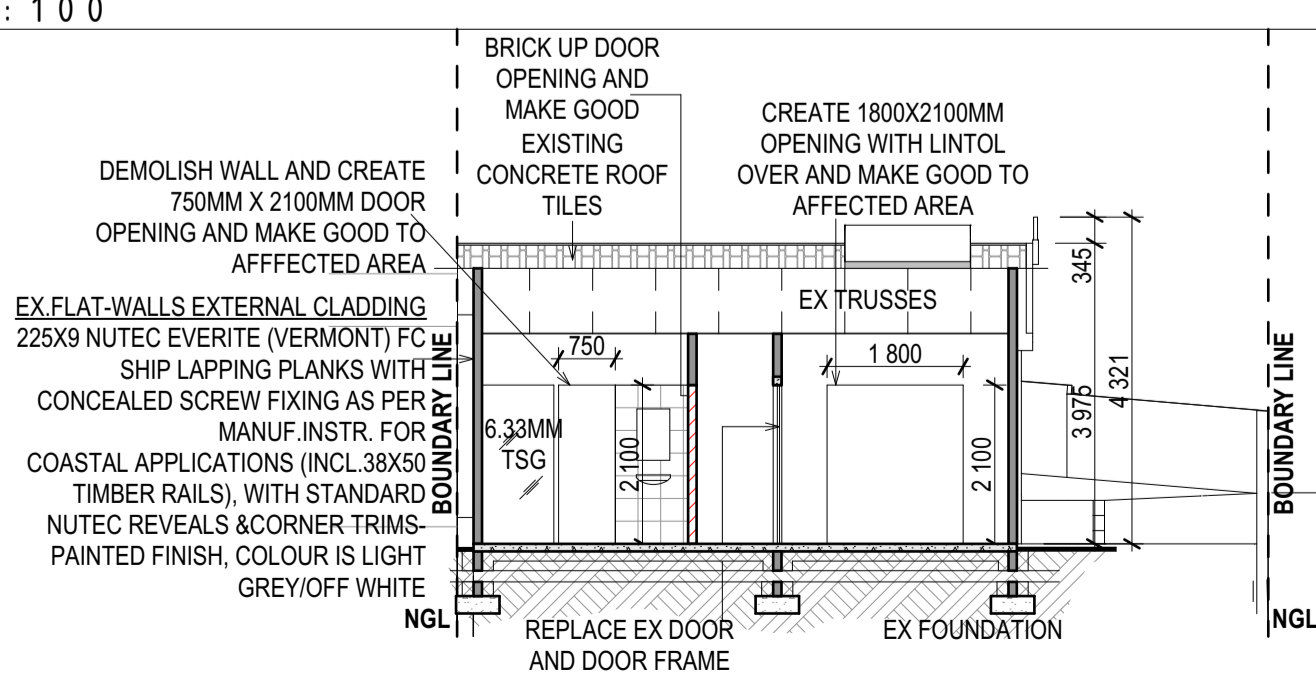 : 1 0 0
BRICK UP DOOR
OPENING AND
MAKE GOOD
EXISTING
CONCRETE ROOF
TILES
CREATE 1800X2100MM
OPENING WITH LINTOL
OVER AND MAKE GOOD TO
AFFECTED AREA
DEMOLISH WALL AND CREATE
750MM X 2100MM DOOR
OPENING AND MAKE GOOD TO
AFFFECTED AREA
EX.FLAT-WALLS EXTERNAL CLADDING
225X9 NUTEC EVERITE (VERMONT) FC
SHIP LAPPING PLANKS WITH
CONCEALED SCREW FIXING AS PER
MANUF.INSTR. FOR
COASTAL APPLICATIONS (INCL.38X50
TIMBER RAILS), WITH STANDARD
NUTEC REVEALS &CORNER TRIMS-
PAINTED FINISH, COLOUR IS LIGHT
GREY/OFF WHITE
BOUNDARY LINE
EX TRUSSES
750
1 800
6.33MM
TSG
2 100
2 100
345
3 975
4 321
BOUNDARY LINE
NGL
REPLACE EX DOOR
AND DOOR FRAME
EX FOUNDATION
NGL